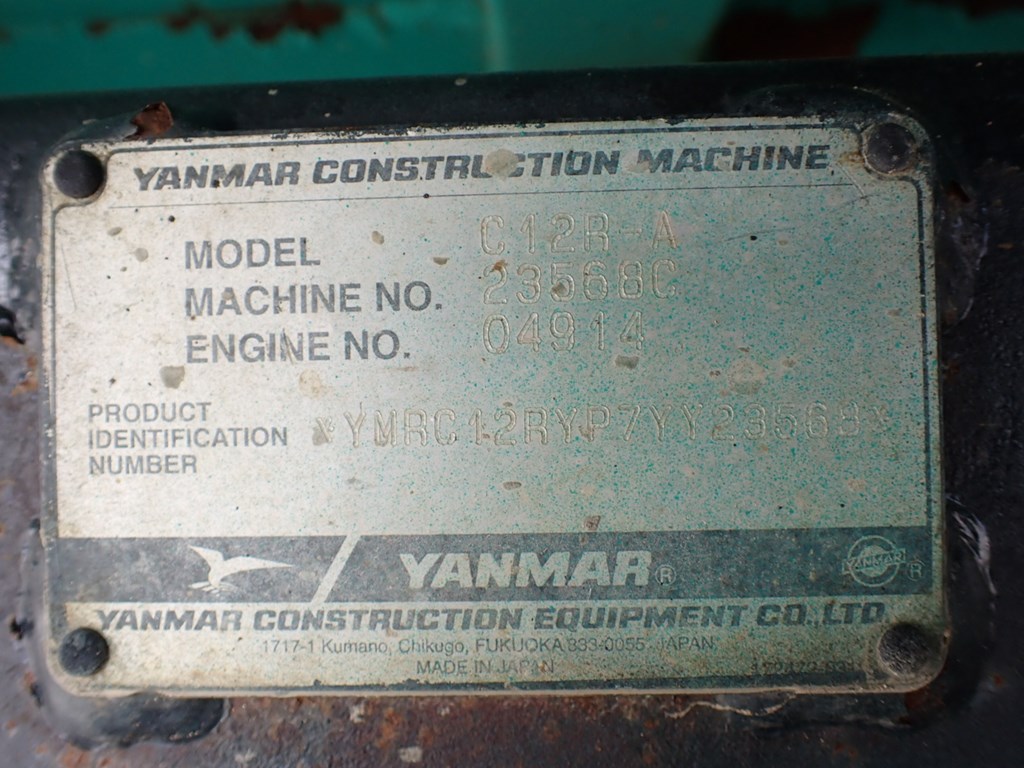 YANMAR CONSTRUCTION MACHINE
MODEL C12R-A
MACHINE NO. 23568C
ENGINE NO. 04914
PRODUCT IDENTIFICATION NUMBER *YMRC12RYP7YY23568*
YANMAR®
YANMAR ®
YANMAR CONSTRUCTION EQUIPMENT CO.,LTD.
1717-1 Kumano, Chikugo, FUKUOKA 833-0055 JAPAN
MADE IN JAPAN